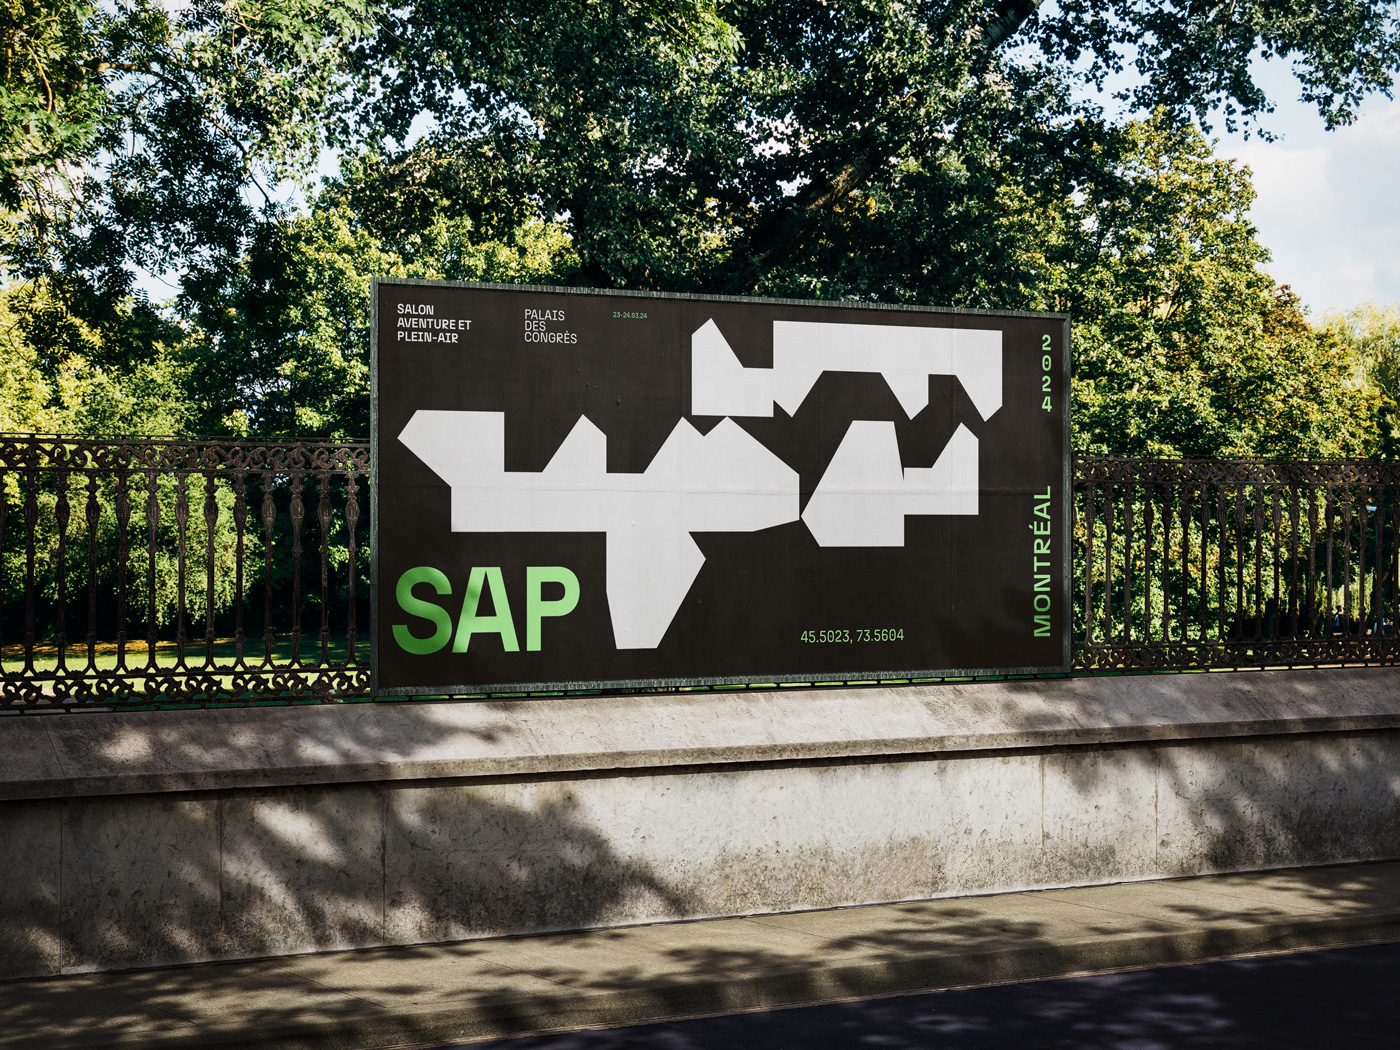 SALON
AVENTURE ET
PLEIN-AIR
PALAIS
DES
CONGRÈS
23-24.03.24
2024
MONTRÉAL
SAP
45.5023, 73.5604